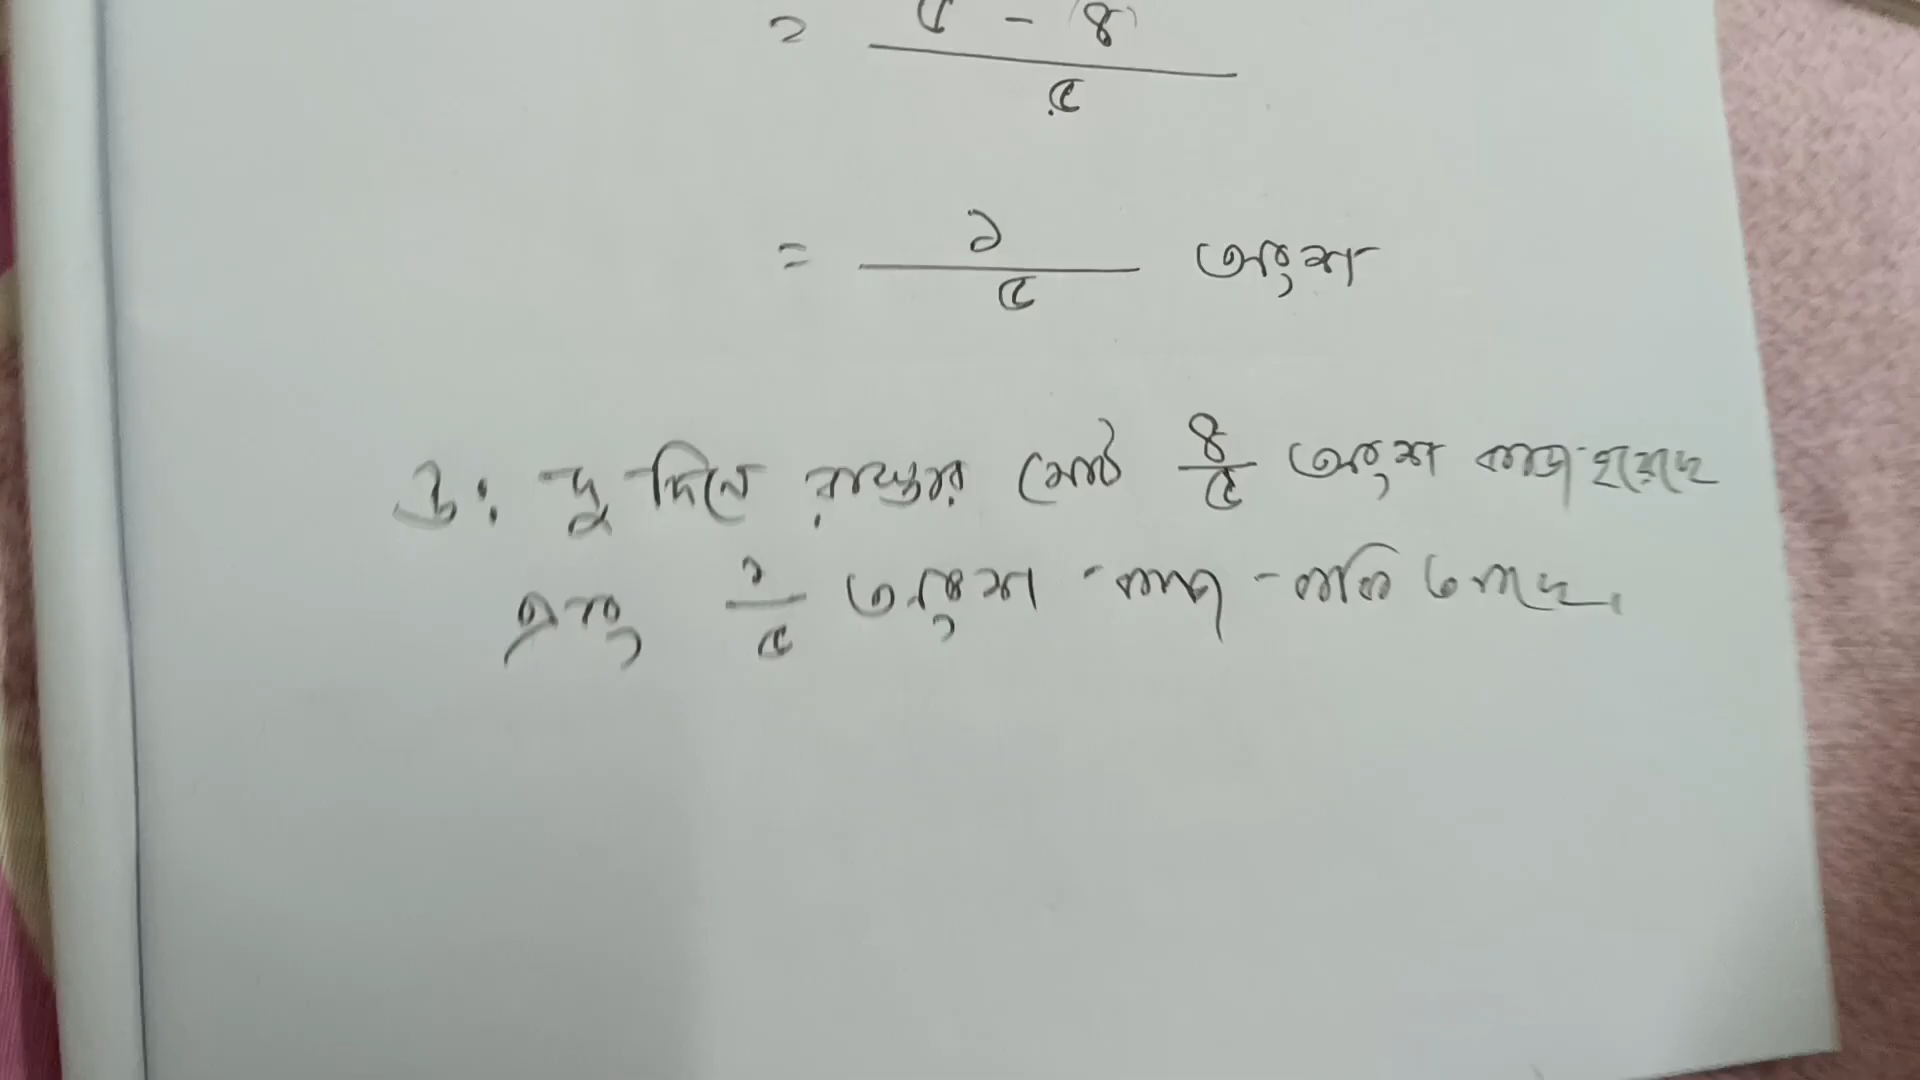 = ৫ - ৪ / ৫
= ১/৫ অংশ
উঃ দু দিনে রাস্তার মোট ৪/৫ অংশ কাজ হয়েছে
এবং ১/৫ অংশ কাজ বাকি আছে